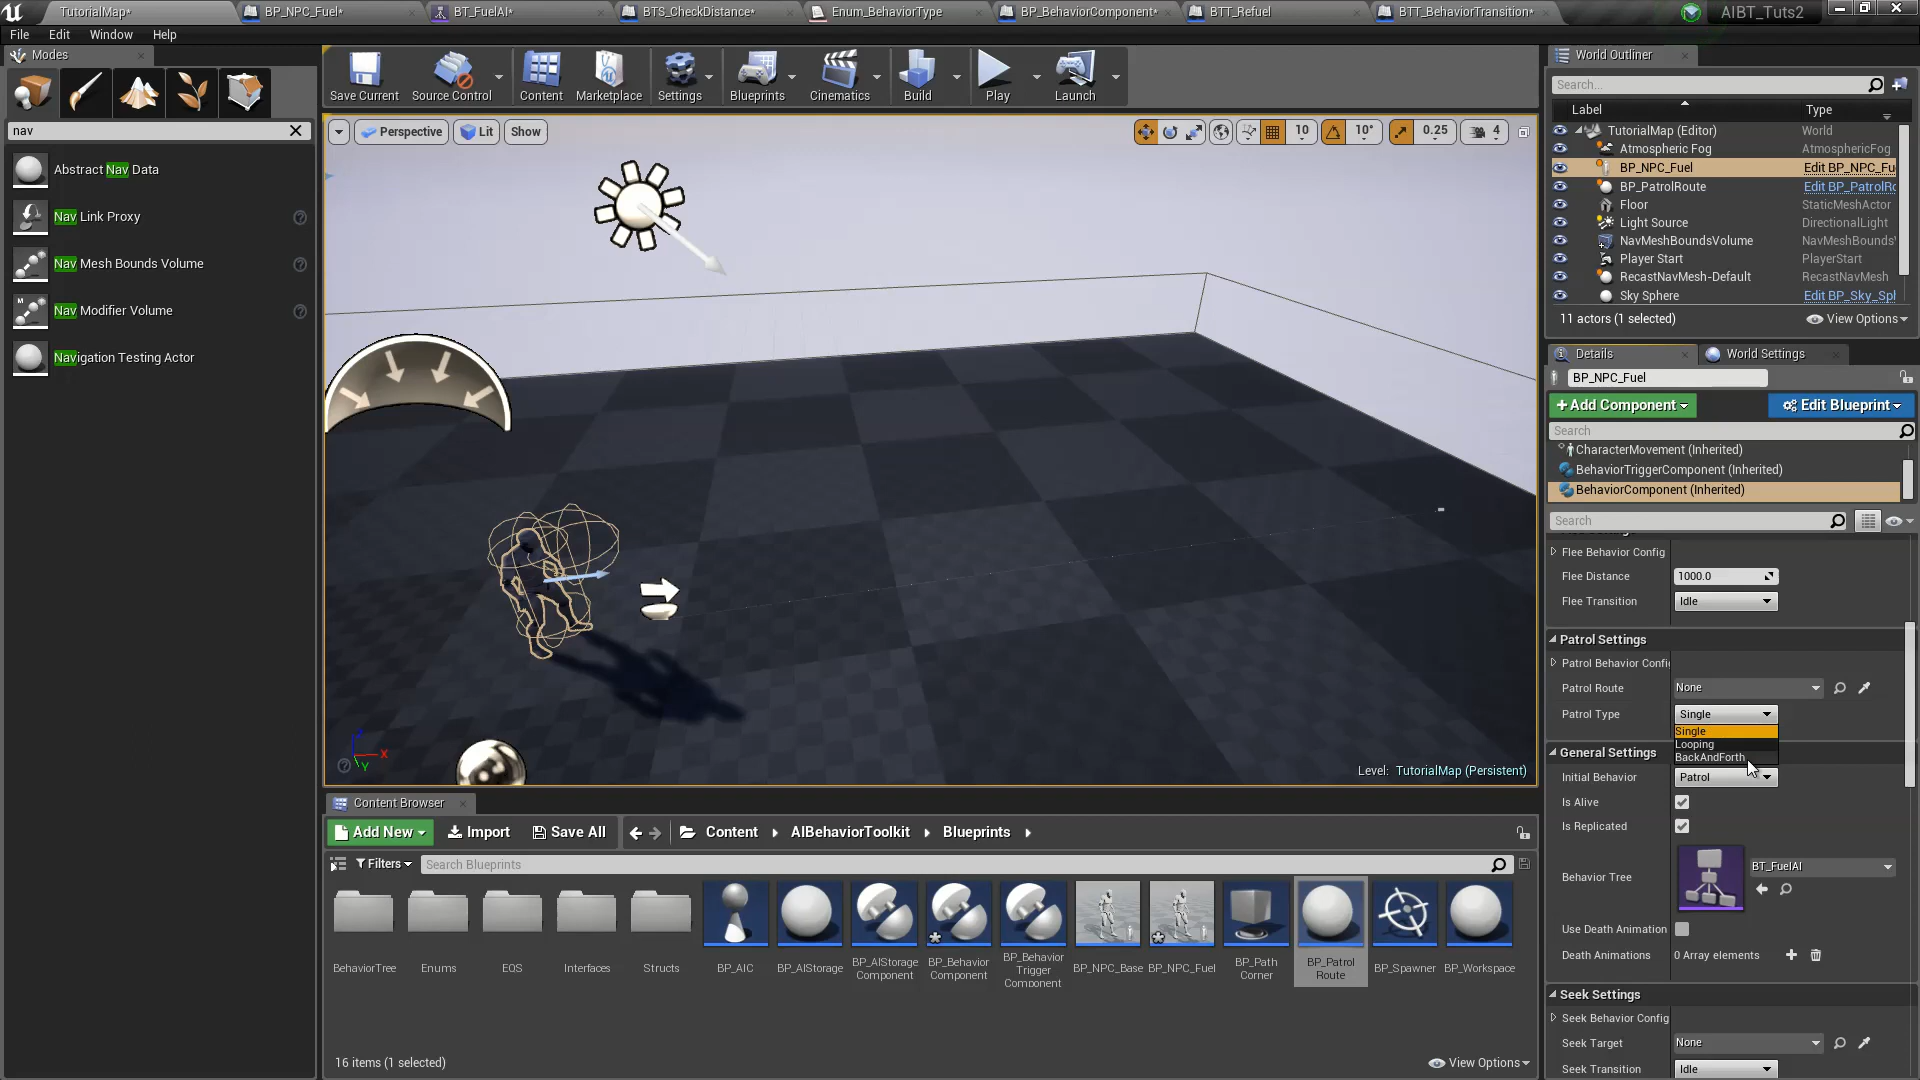 TutorialMap*
BP_NPC_Fuel*
BT_FuelAI*
BTS_CheckDistance*
Enum_BehaviorType
BP_BehaviorComponent*
BTT_Refuel
BTT_BehaviorTransition*
AIBT_Tuts2
File Edit Window Help
Modes
nav
Abstract Nav Data
Nav Link Proxy
Nav Mesh Bounds Volume
Nav Modifier Volume
Navigation Testing Actor
Save Current
Source Control
Content
Marketplace
Settings
Blueprints
Cinematics
Build
Play
Launch
Perspective
Lit
Show
10
10°
0.25
4
Level: TutorialMap (Persistent)
World Outliner
Search...
Label Type
TutorialMap (Editor) World
Atmospheric Fog AtmosphericFog
BP_NPC_Fuel Edit BP_NPC_Fu
BP_PatrolRoute Edit BP_PatrolRo
Floor StaticMeshActor
Light Source DirectionalLight
NavMeshBoundsVolume NavMeshBoundsV
Player Start PlayerStart
RecastNavMesh-Default RecastNavMesh
Sky Sphere Edit BP_Sky_Spl
11 actors (1 selected)
View Options
Details
World Settings
BP_NPC_Fuel
+ Add Component
Edit Blueprint
Search
CharacterMovement (Inherited)
BehaviorTriggerComponent (Inherited)
BehaviorComponent (Inherited)
Search
Flee Behavior Config
Flee Distance 1000.0
Flee Transition Idle
Patrol Settings
Patrol Behavior Config
Patrol Route None
Patrol Type Single
Single
Looping
BackAndForth
General Settings
Initial Behavior Patrol
Is Alive
Is Replicated
Behavior Tree BT_FuelAI
Use Death Animation
Death Animations 0 Array elements
Seek Settings
Seek Behavior Config
Seek Target None
Seek Transition Idle
Content Browser
Add New
Import
Save All
Content
AIBehaviorToolkit
Blueprints
Filters
Search Blueprints
BehaviorTree
Enums
EQS
Interfaces
Structs
BP_AIC
BP_AIStorage
BP_AIStorage
Component
BP_Behavior
Component
BP_Behavior
Trigger
Component
BP_NPC_Base
BP_NPC_Fuel
BP_Path
Corner
BP_Patrol
Route
BP_Spawner
BP_Workspace
16 items (1 selected)
View Options